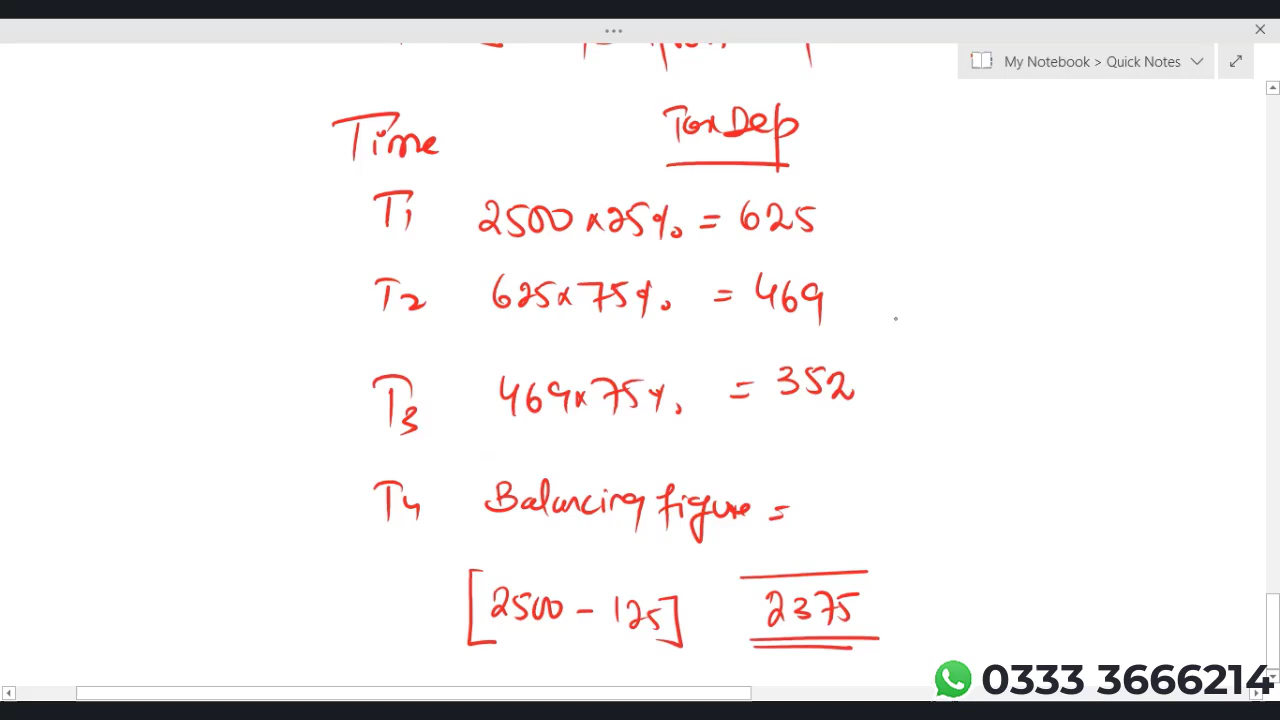 My Notebook > Quick Notes
Time Tax Dep
T1 2500 x 25% = 625
T2 625 x 75% = 469
T3 469 x 75% = 352
T4 Balancing figure =
[2500 - 125] 2375
0333 3666214